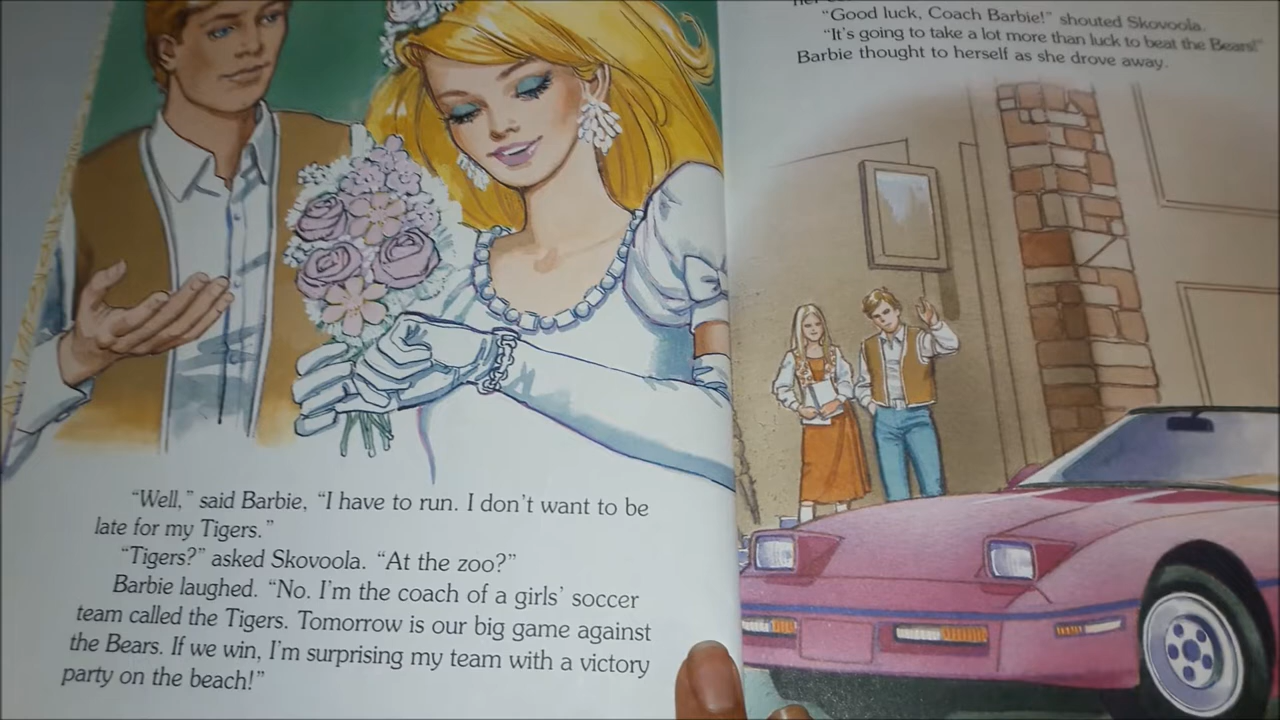 "Well," said Barbie, "I have to run. I don't want to be
late for my Tigers."
"Tigers?" asked Skovoola. "At the zoo?"
Barbie laughed. "No. I'm the coach of a girls' soccer
team called the Tigers. Tomorrow is our big game against
the Bears. If we win, I'm surprising my team with a victory
party on the beach!"
"Good luck, Coach Barbie!" shouted Skovoola.
"It's going to take a lot more than luck to beat the Bears!"
Barbie thought to herself as she drove away.